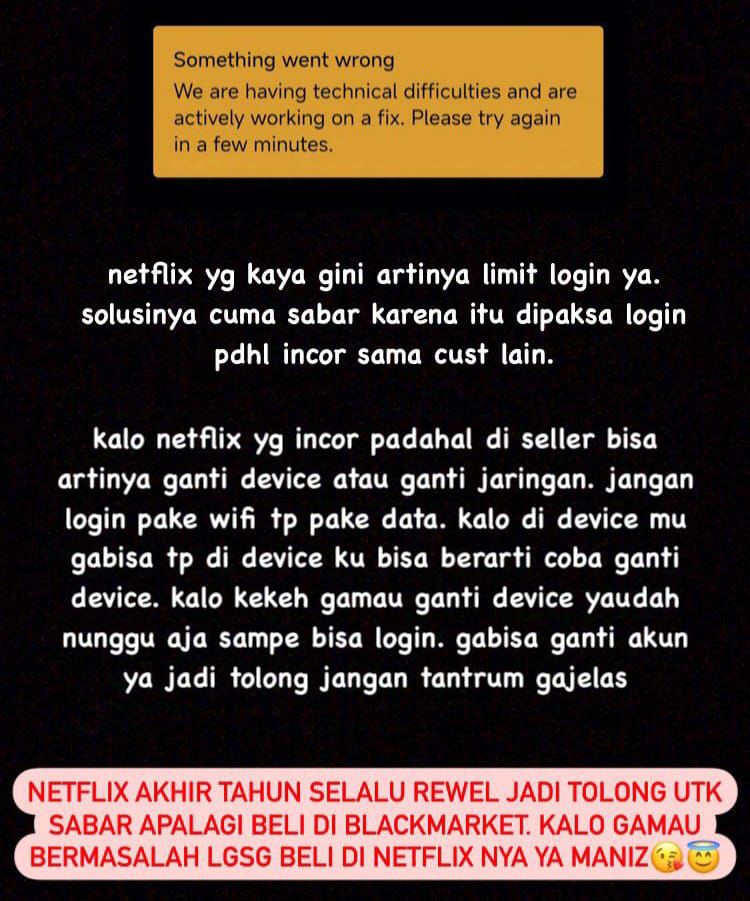 Something went wrong
We are having technical difficulties and are
actively working on a fix. Please try again
in a few minutes.
netflix yg kaya gini artinya limit login ya.
solusinya cuma sabar karena itu dipaksa login
pdhl incor sama cust lain.
kalo netflix yg incor padahal di seller bisa
artinya ganti device atau ganti jaringan. jangan
login pake wifi tp pake data. kalo di device mu
gabisa tp di device ku bisa berarti coba ganti
device. kalo kekeh gamau ganti device yaudah
nunggu aja sampe bisa login. gabisa ganti akun
ya jadi tolong jangan tantrum gajelas
NETFLIX AKHIR TAHUN SELALU REWEL JADI TOLONG UTK
SABAR APALAGI BELI DI BLACKMARKET. KALO GAMAU
BERMASALAH LGSG BELI DI NETFLIX NYA YA MANIZ😘😇